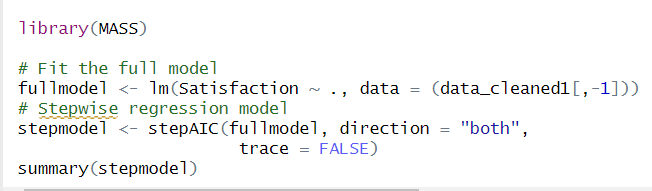 library(MASS)
# Fit the full model
fullmodel <- lm(Satisfaction ~ ., data = (data_cleaned1[,-1]))
# Stepwise regression model
stepmodel <- stepAIC(fullmodel, direction = "both",
                     trace = FALSE)
summary(stepmodel)